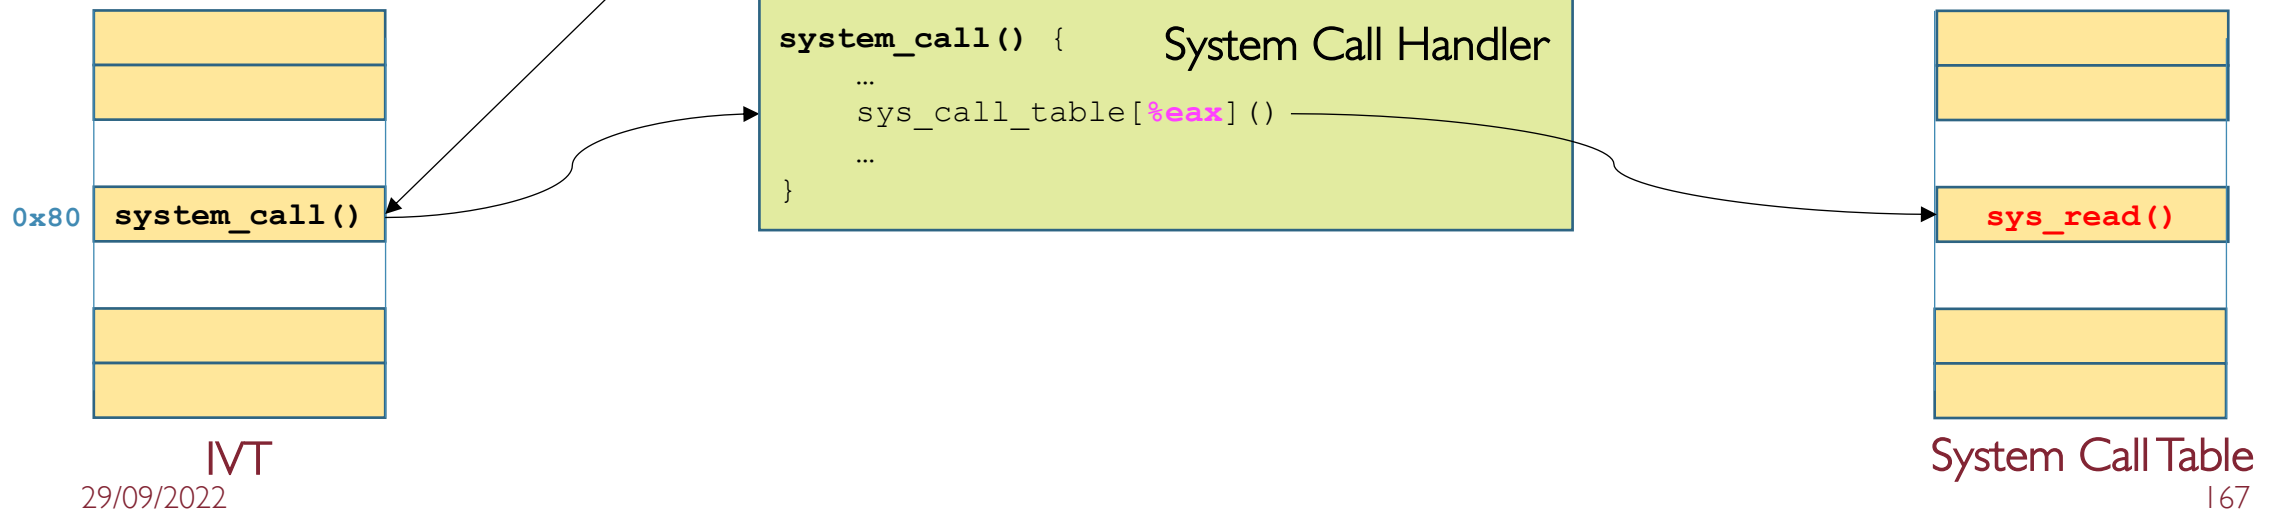 system_call() {
System Call Handler
…
sys_call_table[%eax]()
…
}
0x80
system_call()
sys_read()
IVT
System Call Table
29/09/2022
167